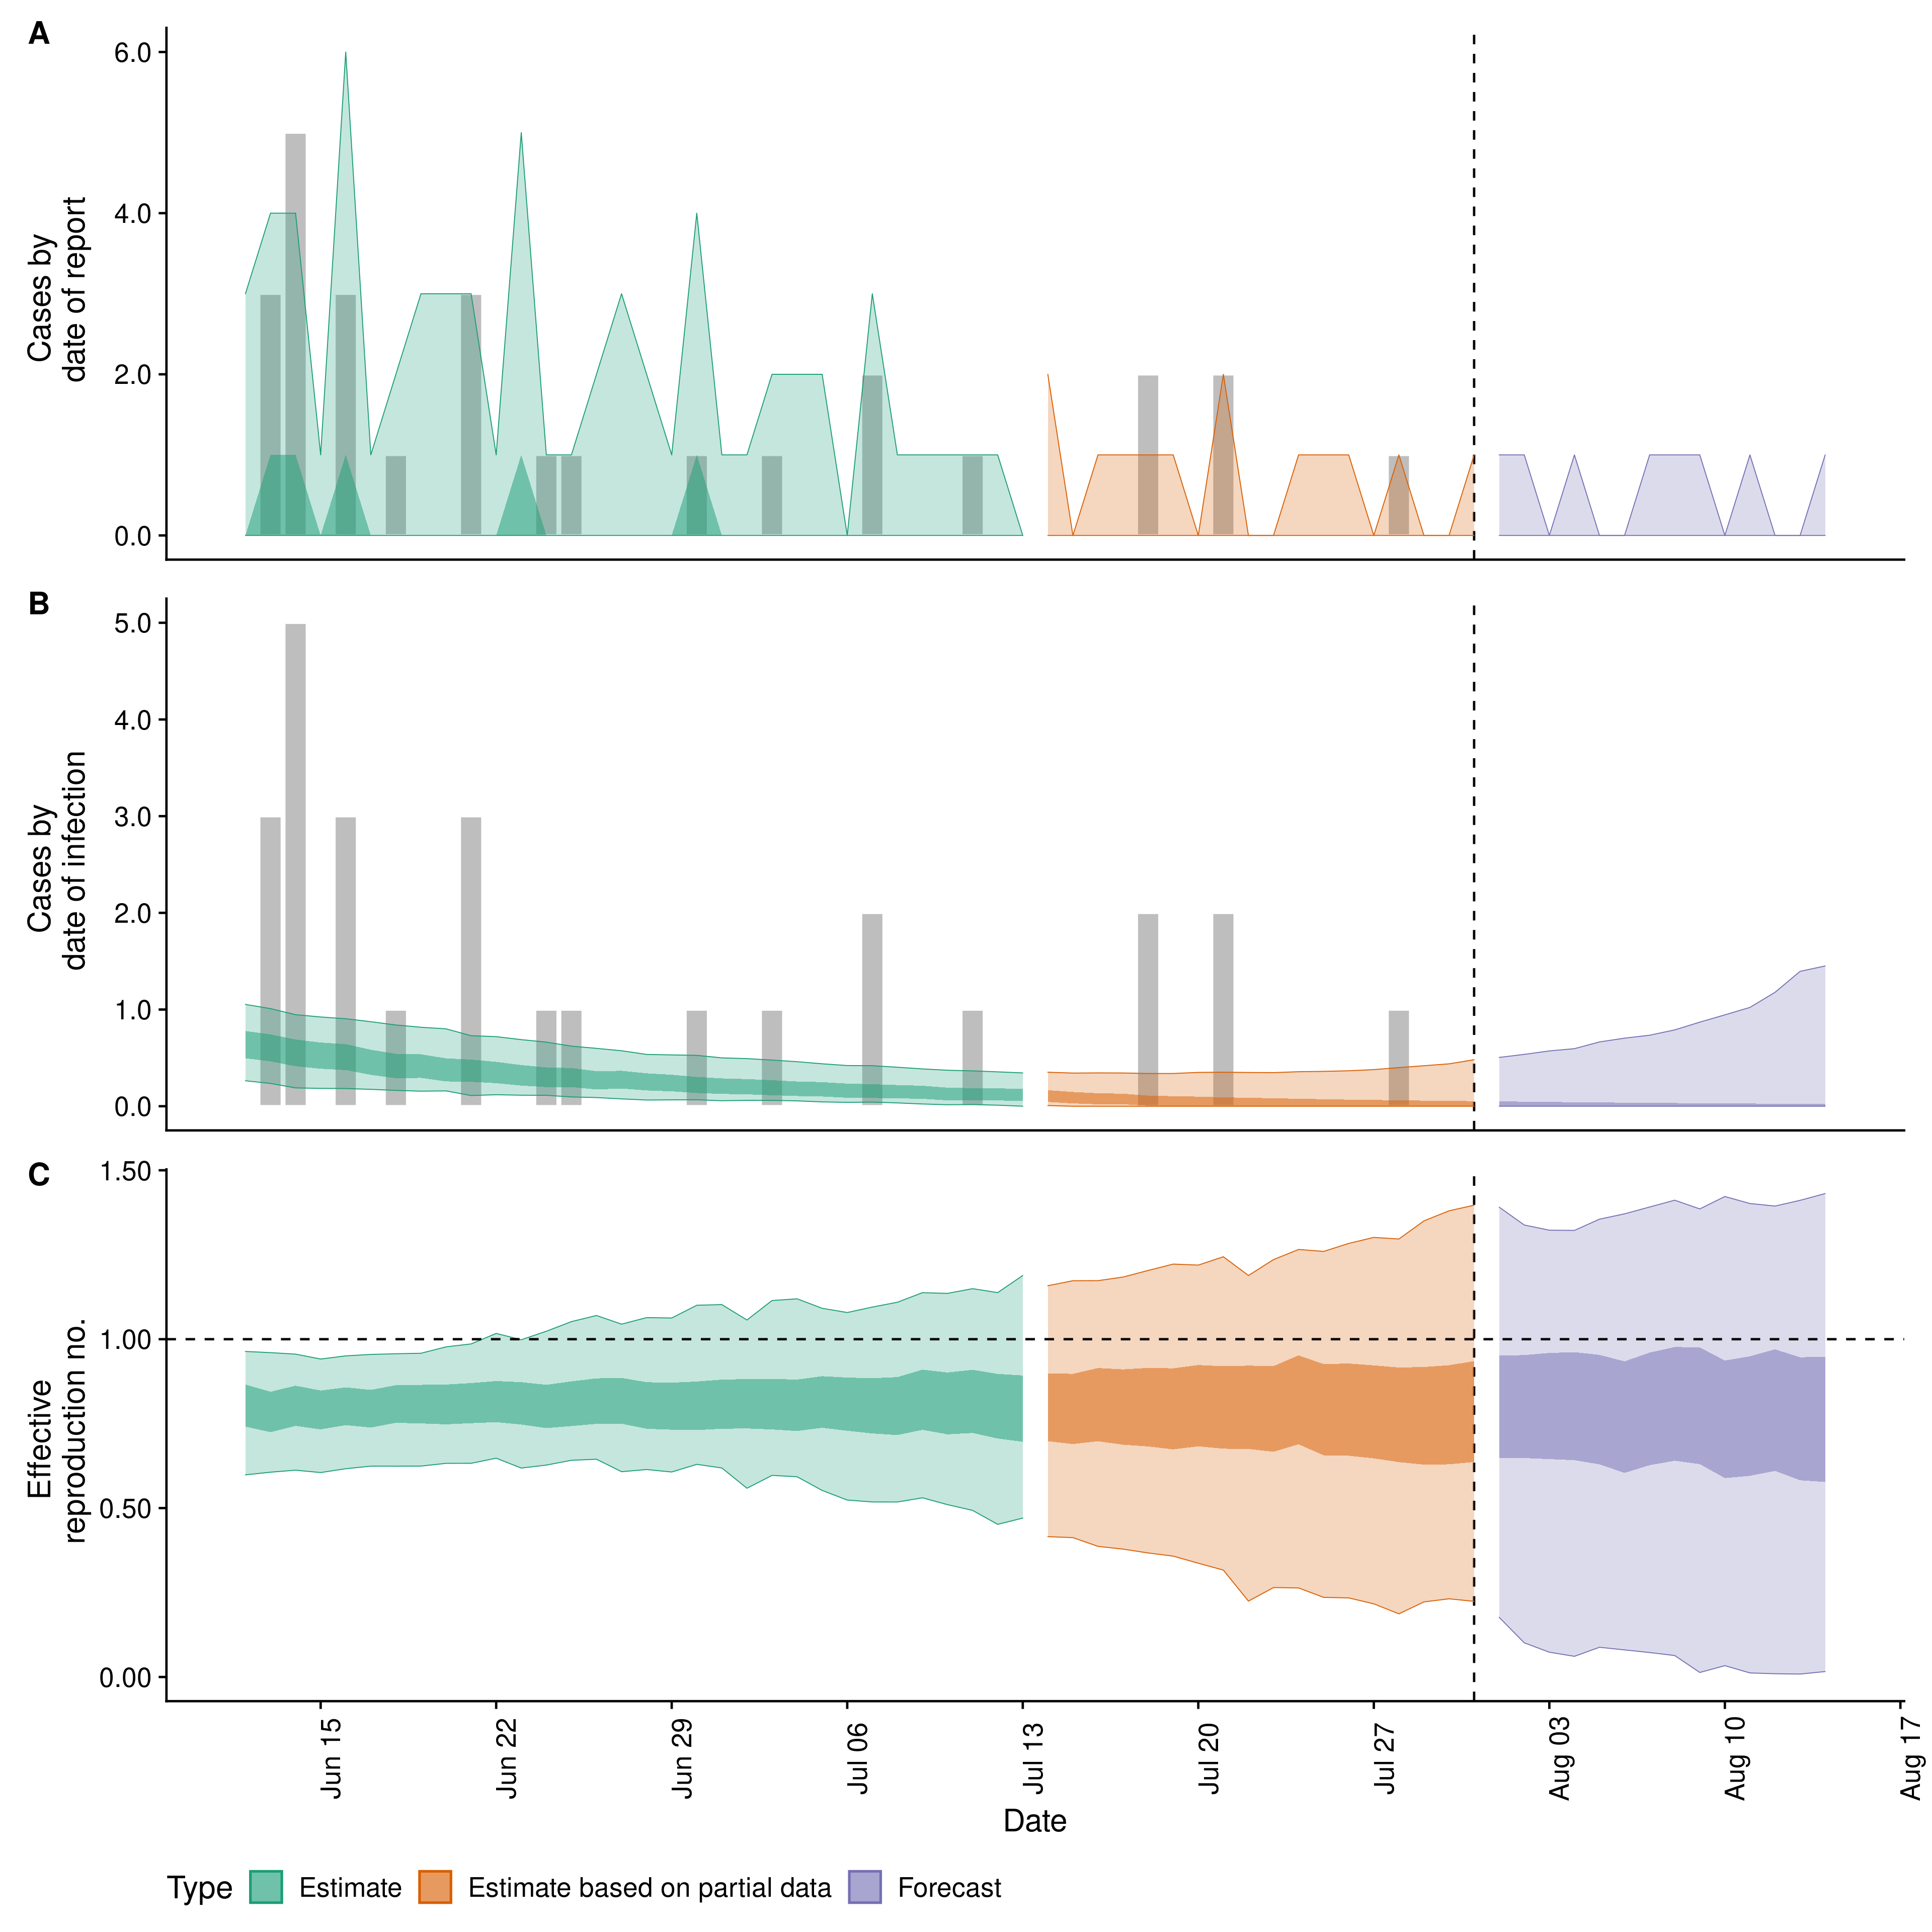 A
Cases by
date of report
6.0
4.0
2.0
0.0
B
Cases by
date of infection
5.0
4.0
3.0
2.0
1.0
0.0
C
Effective
reproduction no.
1.50
1.00
0.50
0.00
Jun 15
Jun 22
Jun 29
Jul 06
Jul 13
Jul 20
Jul 27
Aug 03
Aug 10
Aug 17
Date
Type Estimate Estimate based on partial data Forecast